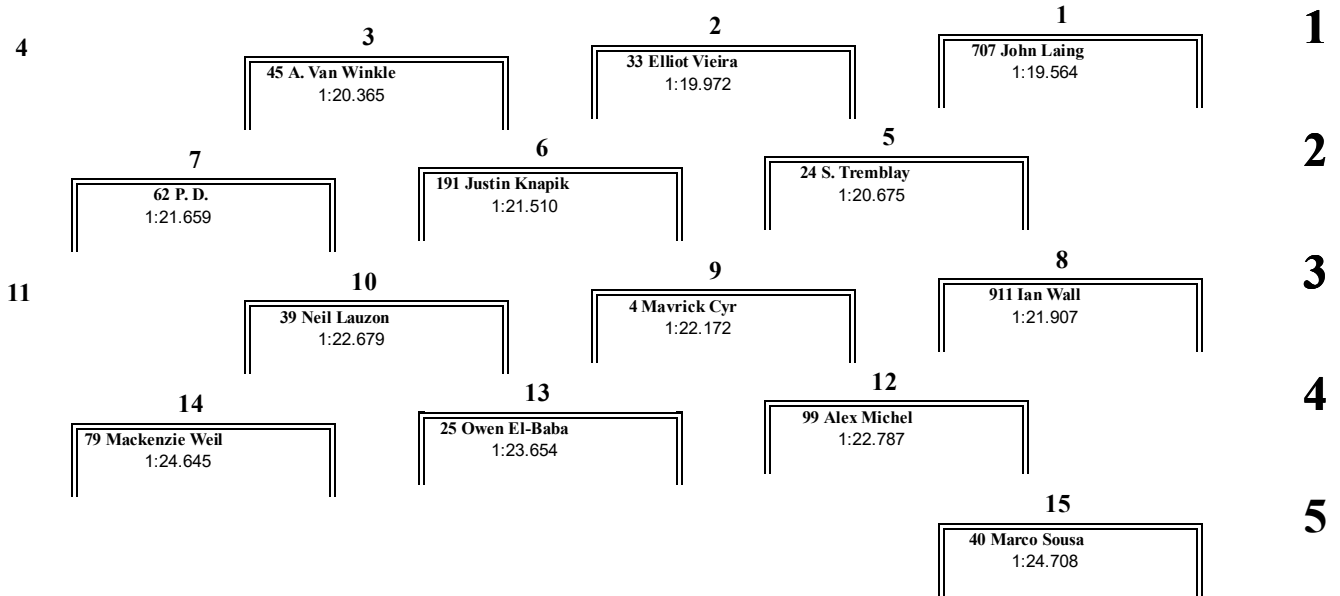 4
3
45 A. Van Winkle
1:20.365
2
33 Elliot Vieira
1:19.972
1
707 John Laing
1:19.564
1
7
62 P. D.
1:21.659
6
191 Justin Knapik
1:21.510
5
24 S. Tremblay
1:20.675
2
11
10
39 Neil Lauzon
1:22.679
9
4 Mavrick Cyr
1:22.172
8
911 Ian Wall
1:21.907
3
14
79 Mackenzie Weil
1:24.645
13
25 Owen El-Baba
1:23.654
12
99 Alex Michel
1:22.787
4
15
40 Marco Sousa
1:24.708
5